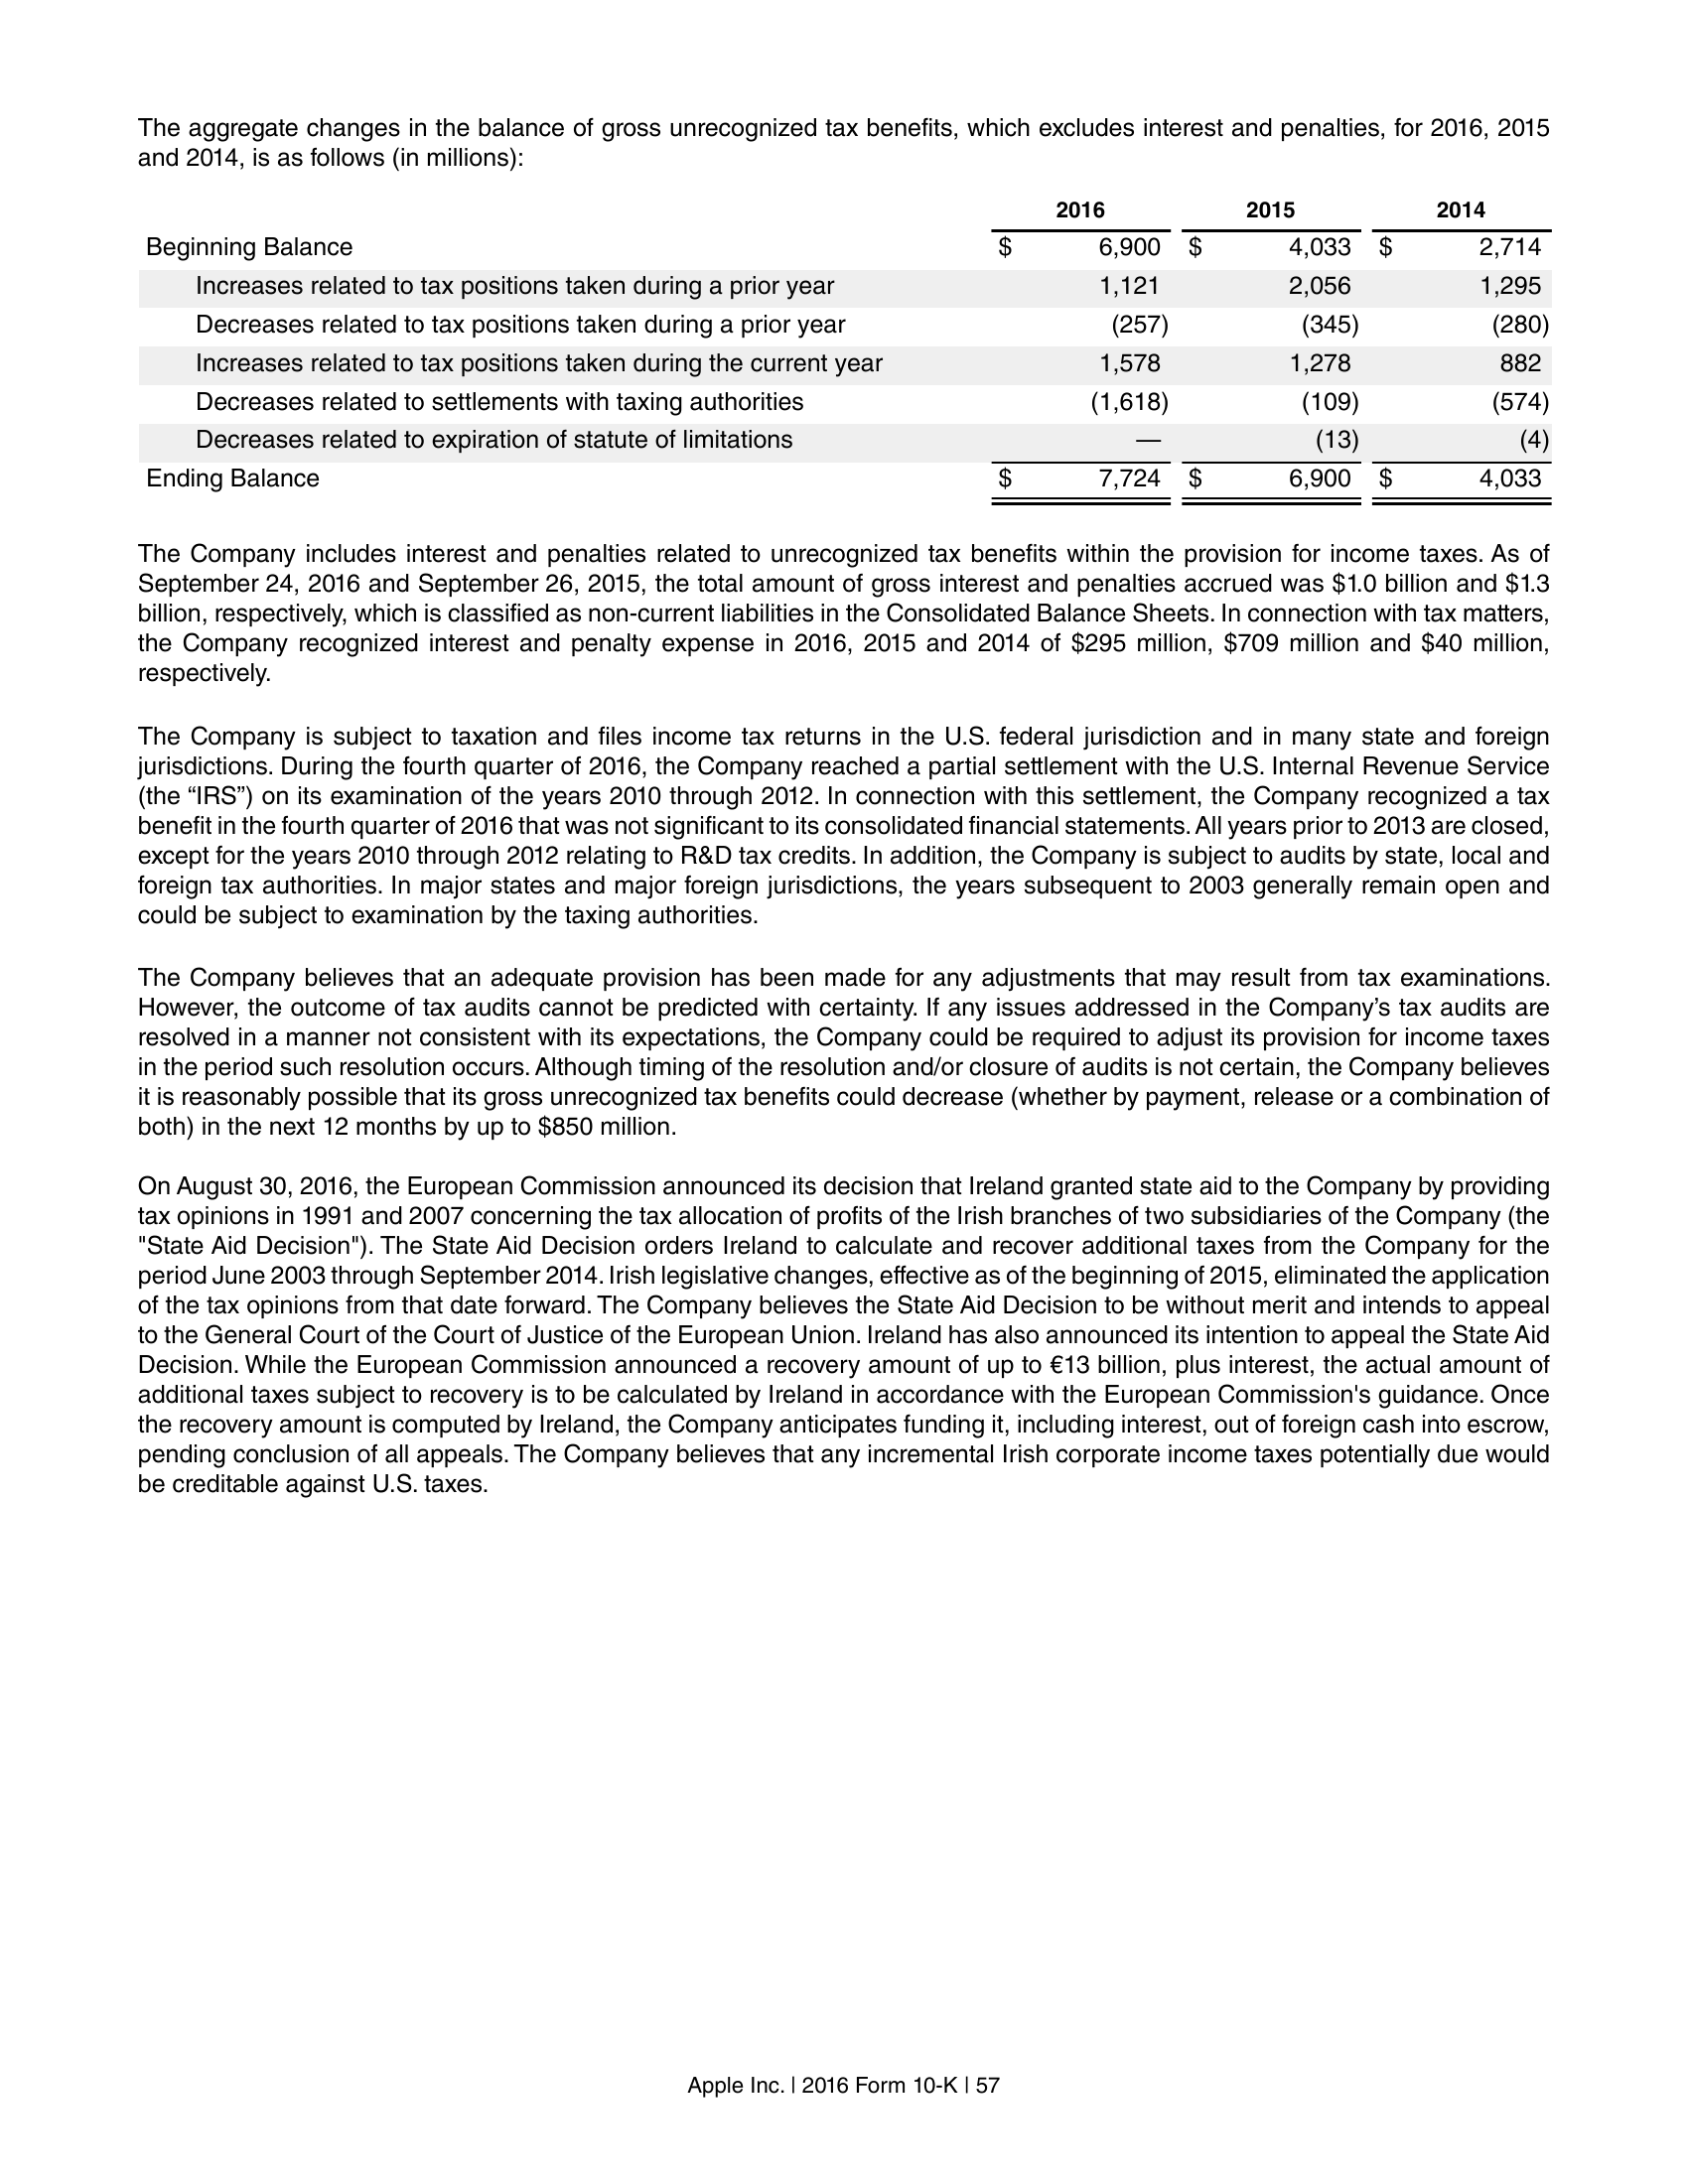 The aggregate changes in the balance of gross unrecognized tax benefits, which excludes interest and penalties, for 2016, 2015
and 2014, is as follows (in millions):
2016 2015 2014
Beginning Balance $ 6,900 $ 4,033 $ 2,714
Increases related to tax positions taken during a prior year 1,121 2,056 1,295
Decreases related to tax positions taken during a prior year (257) (345) (280)
Increases related to tax positions taken during the current year 1,578 1,278 882
Decreases related to settlements with taxing authorities (1,618) (109) (574)
Decreases related to expiration of statute of limitations — (13) (4)
Ending Balance $ 7,724 $ 6,900 $ 4,033
The Company includes interest and penalties related to unrecognized tax benefits within the provision for income taxes. As of
September 24, 2016 and September 26, 2015, the total amount of gross interest and penalties accrued was $1.0 billion and $1.3
billion, respectively, which is classified as non-current liabilities in the Consolidated Balance Sheets. In connection with tax matters,
the Company recognized interest and penalty expense in 2016, 2015 and 2014 of $295 million, $709 million and $40 million,
respectively.
The Company is subject to taxation and files income tax returns in the U.S. federal jurisdiction and in many state and foreign
jurisdictions. During the fourth quarter of 2016, the Company reached a partial settlement with the U.S. Internal Revenue Service
(the “IRS”) on its examination of the years 2010 through 2012. In connection with this settlement, the Company recognized a tax
benefit in the fourth quarter of 2016 that was not significant to its consolidated financial statements. All years prior to 2013 are closed,
except for the years 2010 through 2012 relating to R&D tax credits. In addition, the Company is subject to audits by state, local and
foreign tax authorities. In major states and major foreign jurisdictions, the years subsequent to 2003 generally remain open and
could be subject to examination by the taxing authorities.
The Company believes that an adequate provision has been made for any adjustments that may result from tax examinations.
However, the outcome of tax audits cannot be predicted with certainty. If any issues addressed in the Company’s tax audits are
resolved in a manner not consistent with its expectations, the Company could be required to adjust its provision for income taxes
in the period such resolution occurs. Although timing of the resolution and/or closure of audits is not certain, the Company believes
it is reasonably possible that its gross unrecognized tax benefits could decrease (whether by payment, release or a combination of
both) in the next 12 months by up to $850 million.
On August 30, 2016, the European Commission announced its decision that Ireland granted state aid to the Company by providing
tax opinions in 1991 and 2007 concerning the tax allocation of profits of the Irish branches of two subsidiaries of the Company (the
"State Aid Decision"). The State Aid Decision orders Ireland to calculate and recover additional taxes from the Company for the
period June 2003 through September 2014. Irish legislative changes, effective as of the beginning of 2015, eliminated the application
of the tax opinions from that date forward. The Company believes the State Aid Decision to be without merit and intends to appeal
to the General Court of the Court of Justice of the European Union. Ireland has also announced its intention to appeal the State Aid
Decision. While the European Commission announced a recovery amount of up to €13 billion, plus interest, the actual amount of
additional taxes subject to recovery is to be calculated by Ireland in accordance with the European Commission's guidance. Once
the recovery amount is computed by Ireland, the Company anticipates funding it, including interest, out of foreign cash into escrow,
pending conclusion of all appeals. The Company believes that any incremental Irish corporate income taxes potentially due would
be creditable against U.S. taxes.
Apple Inc. | 2016 Form 10-K | 57